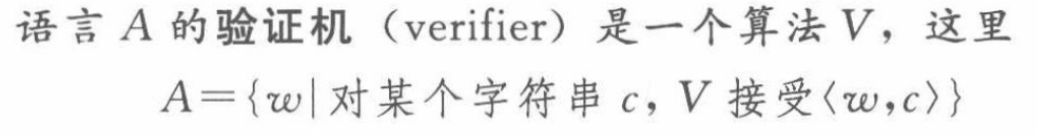 语言 A 的验证机（verifier）是一个算法 V，这里
A={w|对某个字符串 c，V 接受⟨w,c⟩}